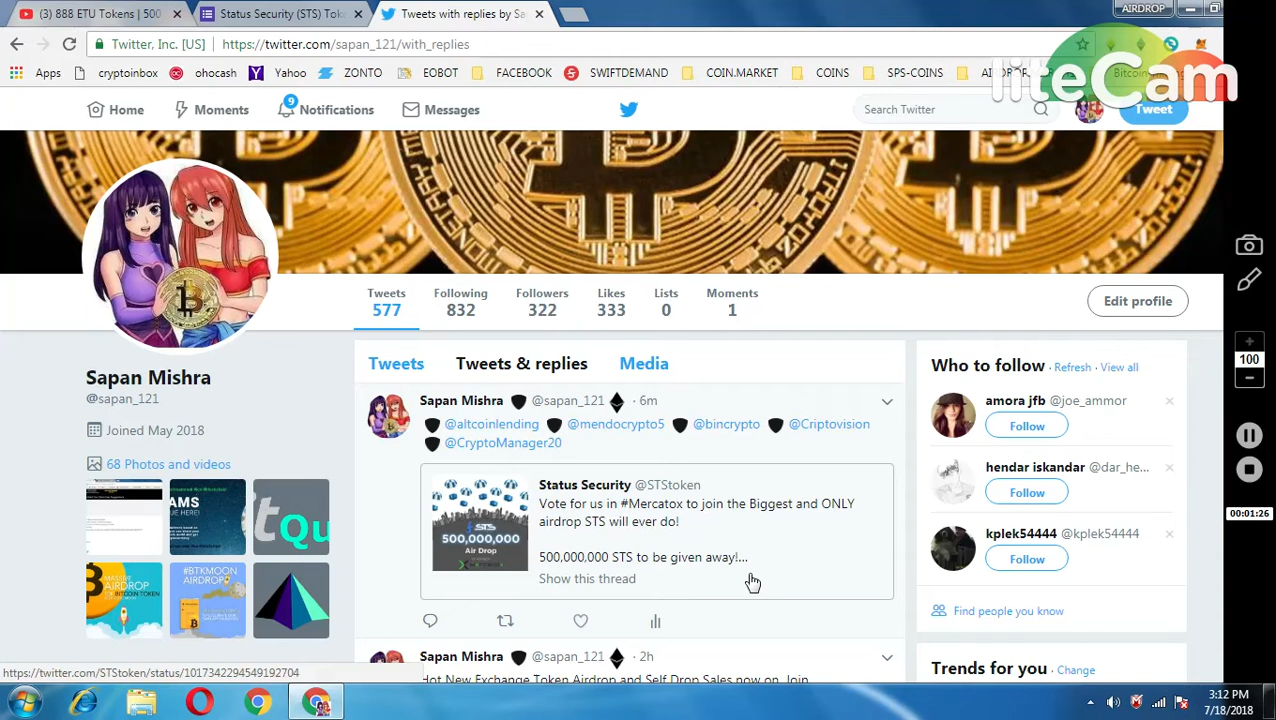 (3) 888 ETU Tokens | 500
Status Security (STS) Token
Tweets with replies by S
AIRDROP
Twitter, Inc. [US]
https://twitter.com/sapan_121/with_replies
Apps
cryptoinbox
ohocash
Yahoo
ZONTO
EOBOT
FACEBOOK
SWIFTDEMAND
COIN.MARKET
COINS
SPS-COINS
liteCam
Home
Moments
9
Notifications
Messages
Search Twitter
Tweet
Tweets
577
Following
832
Followers
322
Likes
333
Lists
0
Moments
1
Edit profile
Sapan Mishra
@sapan_121
Joined May 2018
68 Photos and videos
Tweets
Tweets & replies
Media
Sapan Mishra @sapan_121 · 6m
@altcoinlending @mendocrypto5 @bincrypto @Criptovision
@CryptoManager20
STS
500,000,000
Air Drop
Status Security @STStoken
Vote for us in #Mercatox to join the Biggest and ONLY
airdrop STS will ever do!
500,000,000 STS to be given away!...
Show this thread
Sapan Mishra @sapan_121 · 2h
Hot New Exchange Token Airdrop and Self Drop Sales now on. Join
Who to follow · Refresh · View all
amora jfb @joe_ammor
Follow
hendar iskandar @dar_he...
Follow
kplek54444 @kplek54444
Follow
Find people you know
Trends for you · Change
100
00:01:26
https://twitter.com/STStoken/status/1017342294549192704
3:12 PM
7/18/2018